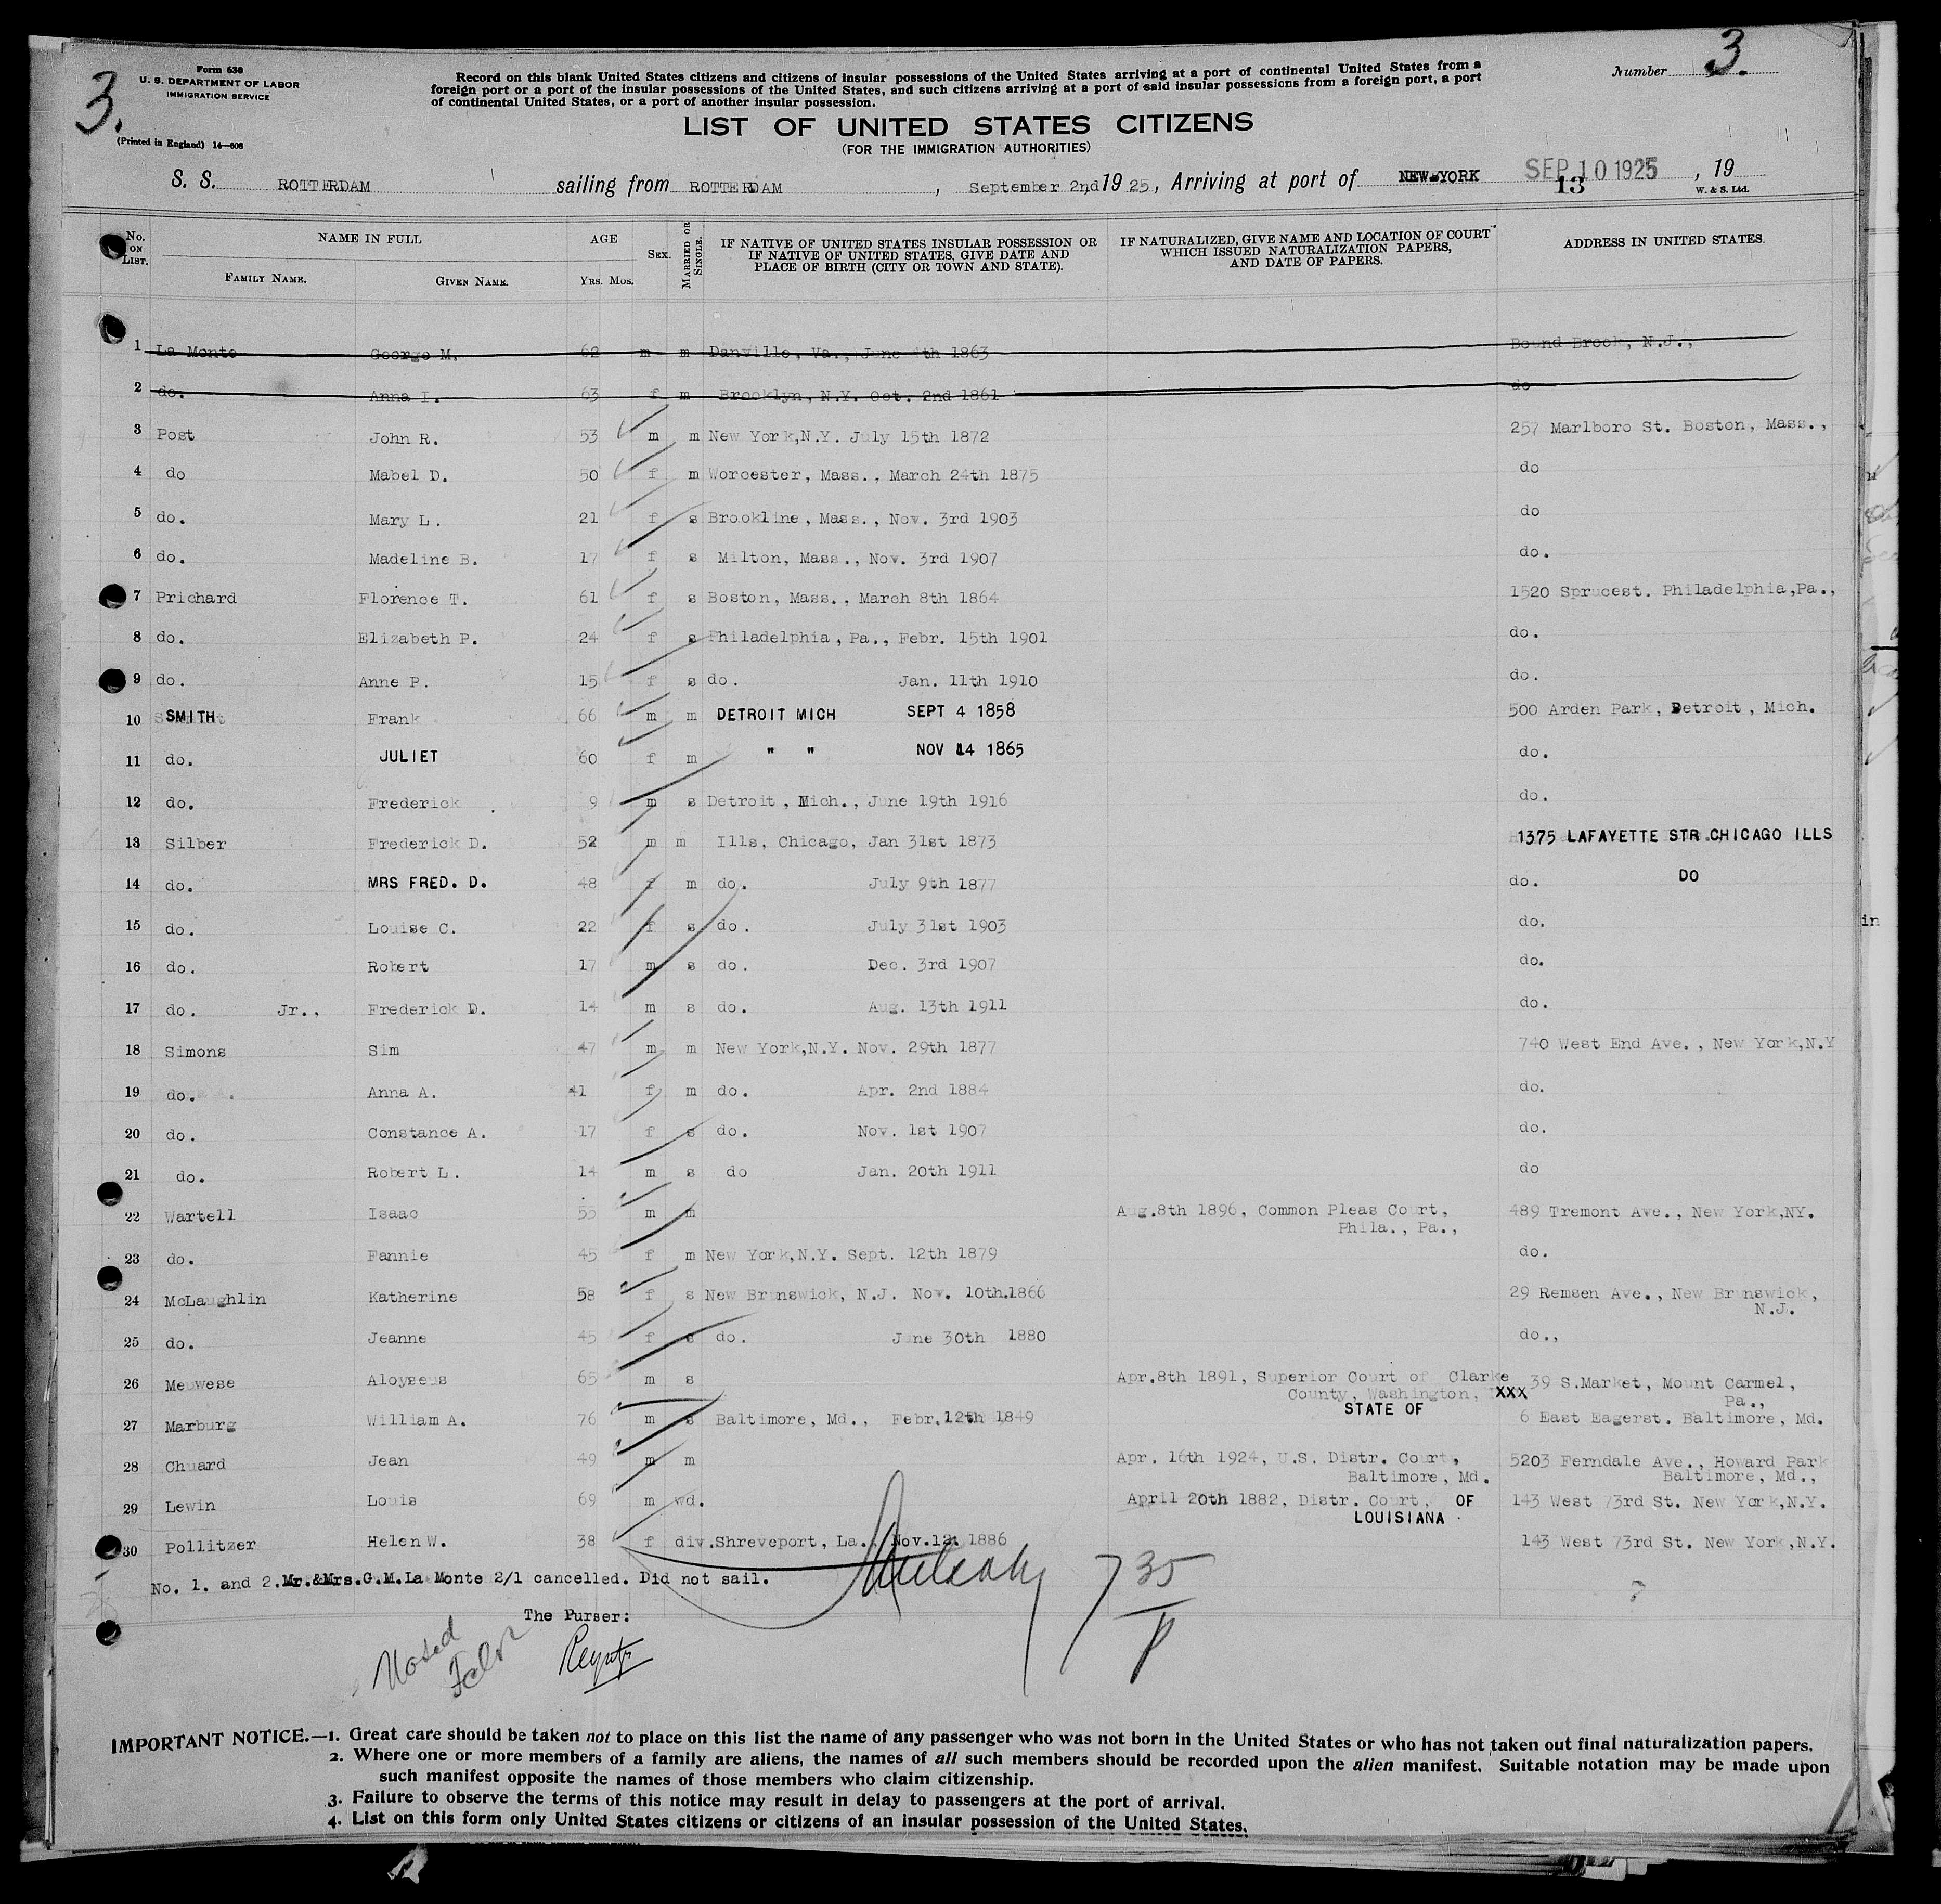 3.
Form 630
U. S. DEPARTMENT OF LABOR
IMMIGRATION SERVICE
(Printed in England) 14—608
Record on this blank United States citizens and citizens of insular possessions of the United States arriving at a port of continental United States from a
foreign port or a port of the insular possessions of the United States, and such citizens arriving at a port of said insular possessions from a foreign port, a port
of continental United States, or a port of another insular possession.
Number 3.
LIST OF UNITED STATES CITIZENS
(FOR THE IMMIGRATION AUTHORITIES)
S. S. ROTTERDAM sailing from ROTTERDAM, September 2nd 1925, Arriving at port of NEW-YORK SEP 10 1925, 19
13
W. & S. Ltd.
No. ON LIST. NAME IN FULL FAMILY NAME. GIVEN NAME. AGE YRS. MOS. SEX. MARRIED OR SINGLE. IF NATIVE OF UNITED STATES INSULAR POSSESSION OR IF NATIVE OF UNITED STATES, GIVE DATE AND PLACE OF BIRTH (CITY OR TOWN AND STATE). IF NATURALIZED, GIVE NAME AND LOCATION OF COURT WHICH ISSUED NATURALIZATION PAPERS, AND DATE OF PAPERS. ADDRESS IN UNITED STATES.
1 La Monte George M. 62 m m Danville, Va., June th 1863 Bound Brook, N.J.,
2 do. Anna I. 63 f m Brooklyn, N.Y. Oct. 2nd 1861 do
3 Post John R. 53 m m New York,N.Y. July 15th 1872 257 Marlboro St. Boston, Mass.,
4 do Mabel D. 50 f m Worcester, Mass., March 24th 1875 do
5 do. Mary L. 21 f s Brookline, Mass., Nov. 3rd 1903 do
6 do. Madeline B. 17 f s Milton, Mass., Nov. 3rd 1907 do.
7 Prichard Florence T. 61 f s Boston, Mass., March 8th 1864 1520 Sprucest. Philadelphia,Pa.,
8 do. Elizabeth P. 24 f s Philadelphia, Pa., Febr. 15th 1901 do.
9 do. Anne P. 15 f s do. Jan. 11th 1910 do.
10 SMITH Frank 66 m m DETROIT MICH SEPT 4 1858 500 Arden Park, Detroit, Mich.
11 do. JULIET 60 f m " " NOV 14 1865 do.
12 do. Frederick 9 m s Detroit, Mich., June 19th 1916 do.
13 Silber Frederick D. 52 m m Ills, Chicago, Jan 31st 1873 1375 LAFAYETTE STR CHICAGO ILLS
14 do. MRS FRED. D. 48 f m do. July 9th 1877 do. DO
15 do. Louise C. 22 f s do. July 31st 1903 do.
16 do. Robert 17 m s do. Dec. 3rd 1907 do.
17 do. Jr., Frederick D. 14 m s do. Aug. 13th 1911 do.
18 Simons Sim 47 m m New York,N.Y. Nov. 29th 1877 740 West End Ave., New York,N.Y
19 do. Anna A. 41 f m do. Apr. 2nd 1884 do.
20 do. Constance A. 17 f s do. Nov. 1st 1907 do.
21 do. Robert L. 14 m s do Jan. 20th 1911 do
22 Wartell Isaac 55 m m Aug.8th 1896, Common Pleas Court, 489 Tremont Ave., New York,NY.
Phila., Pa.,
23 do. Fannie 45 f m New York,N.Y. Sept. 12th 1879 do.
24 McLaughlin Katherine 58 f s New Brunswick, N.J. Nov. 10th.1866 29 Remsen Ave., New Brunswick,
N.J.
25 do. Jeanne 45 f s do. June 30th 1880 do.,
26 Meuwese Aloyseus 65 m s Apr.8th 1891, Superior Court of Clarke 39 S.Market, Mount Carmel,
County, Washington, XXX Pa.,
STATE OF
27 Marburg William A. 76 m s Baltimore, Md., Febr.12th 1849 6 East Eagerst. Baltimore, Md.
28 Chuard Jean 49 m m Apr. 16th 1924, U.S. Distr. Court, 5203 Ferndale Ave., Howard Park
Baltimore, Md. Baltimore, Md.,
29 Lewin Louis 69 m wd. April 20th 1882, Distr. Court, OF 143 West 73rd St. New York,N.Y.
LOUISIANA
30 Pollitzer Helen W. 38 f div. Shreveport, La., Nov.12. 1886 143 West 73rd St. New York,N.Y.
No. 1. and 2.Mr.&Mrs.G.M.La Monte 2/1 cancelled. Did not sail.
735
The Purser:
IMPORTANT NOTICE.—1. Great care should be taken not to place on this list the name of any passenger who was not born in the United States or who has not taken out final naturalization papers.
2. Where one or more members of a family are aliens, the names of all such members should be recorded upon the alien manifest. Suitable notation may be made upon
such manifest opposite the names of those members who claim citizenship.
3. Failure to observe the terms of this notice may result in delay to passengers at the port of arrival.
4. List on this form only United States citizens or citizens of an insular possession of the United States.